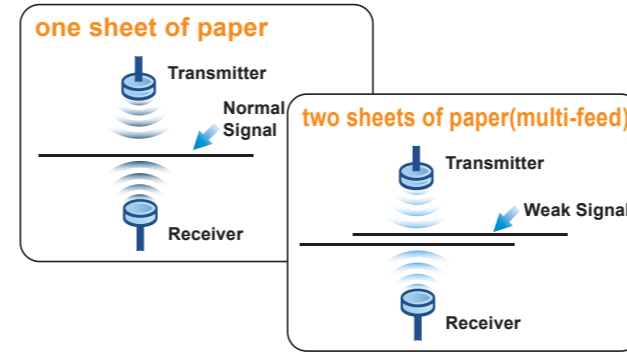 one sheet of paper
Transmitter
Normal
Signal
Receiver
two sheets of paper(multi-feed)
Transmitter
Weak Signal
Receiver